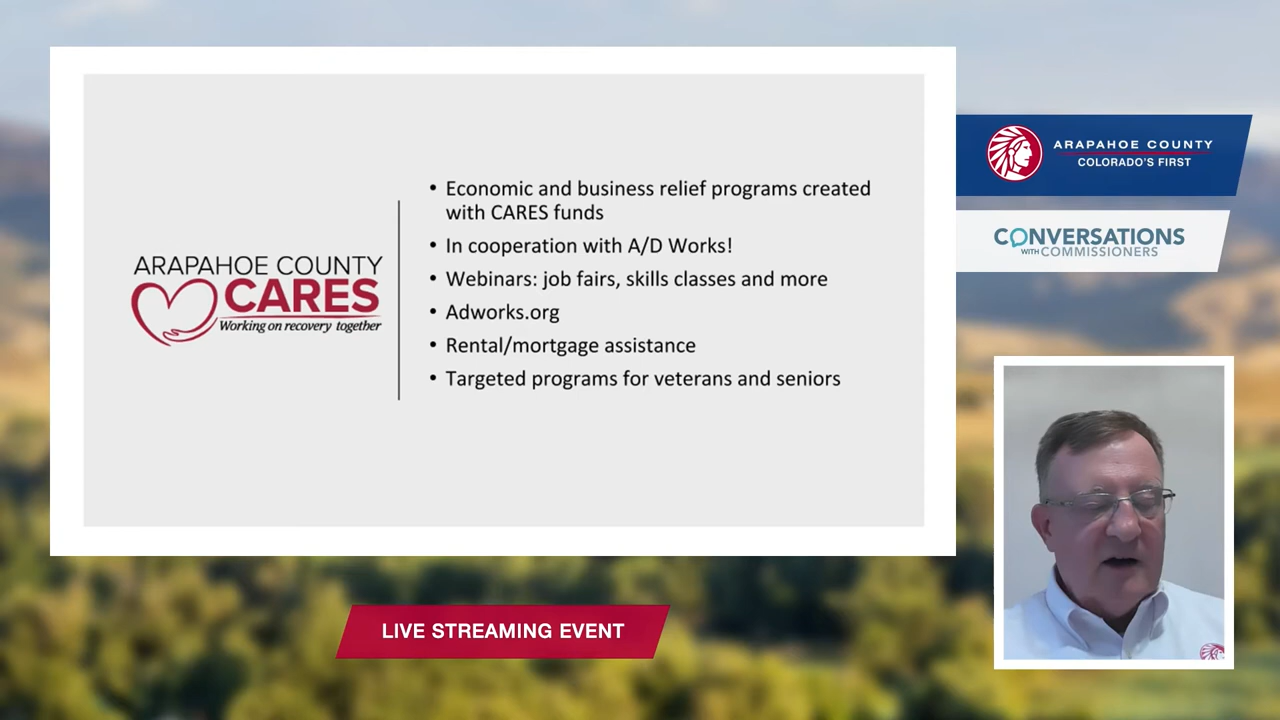 ARAPAHOE COUNTY
CARES
Working on recovery together
• Economic and business relief programs created
with CARES funds
• In cooperation with A/D Works!
• Webinars: job fairs, skills classes and more
• Adworks.org
• Rental/mortgage assistance
• Targeted programs for veterans and seniors
ARAPAHOE COUNTY
COLORADO'S FIRST
CONVERSATIONS
WITH COMMISSIONERS
LIVE STREAMING EVENT